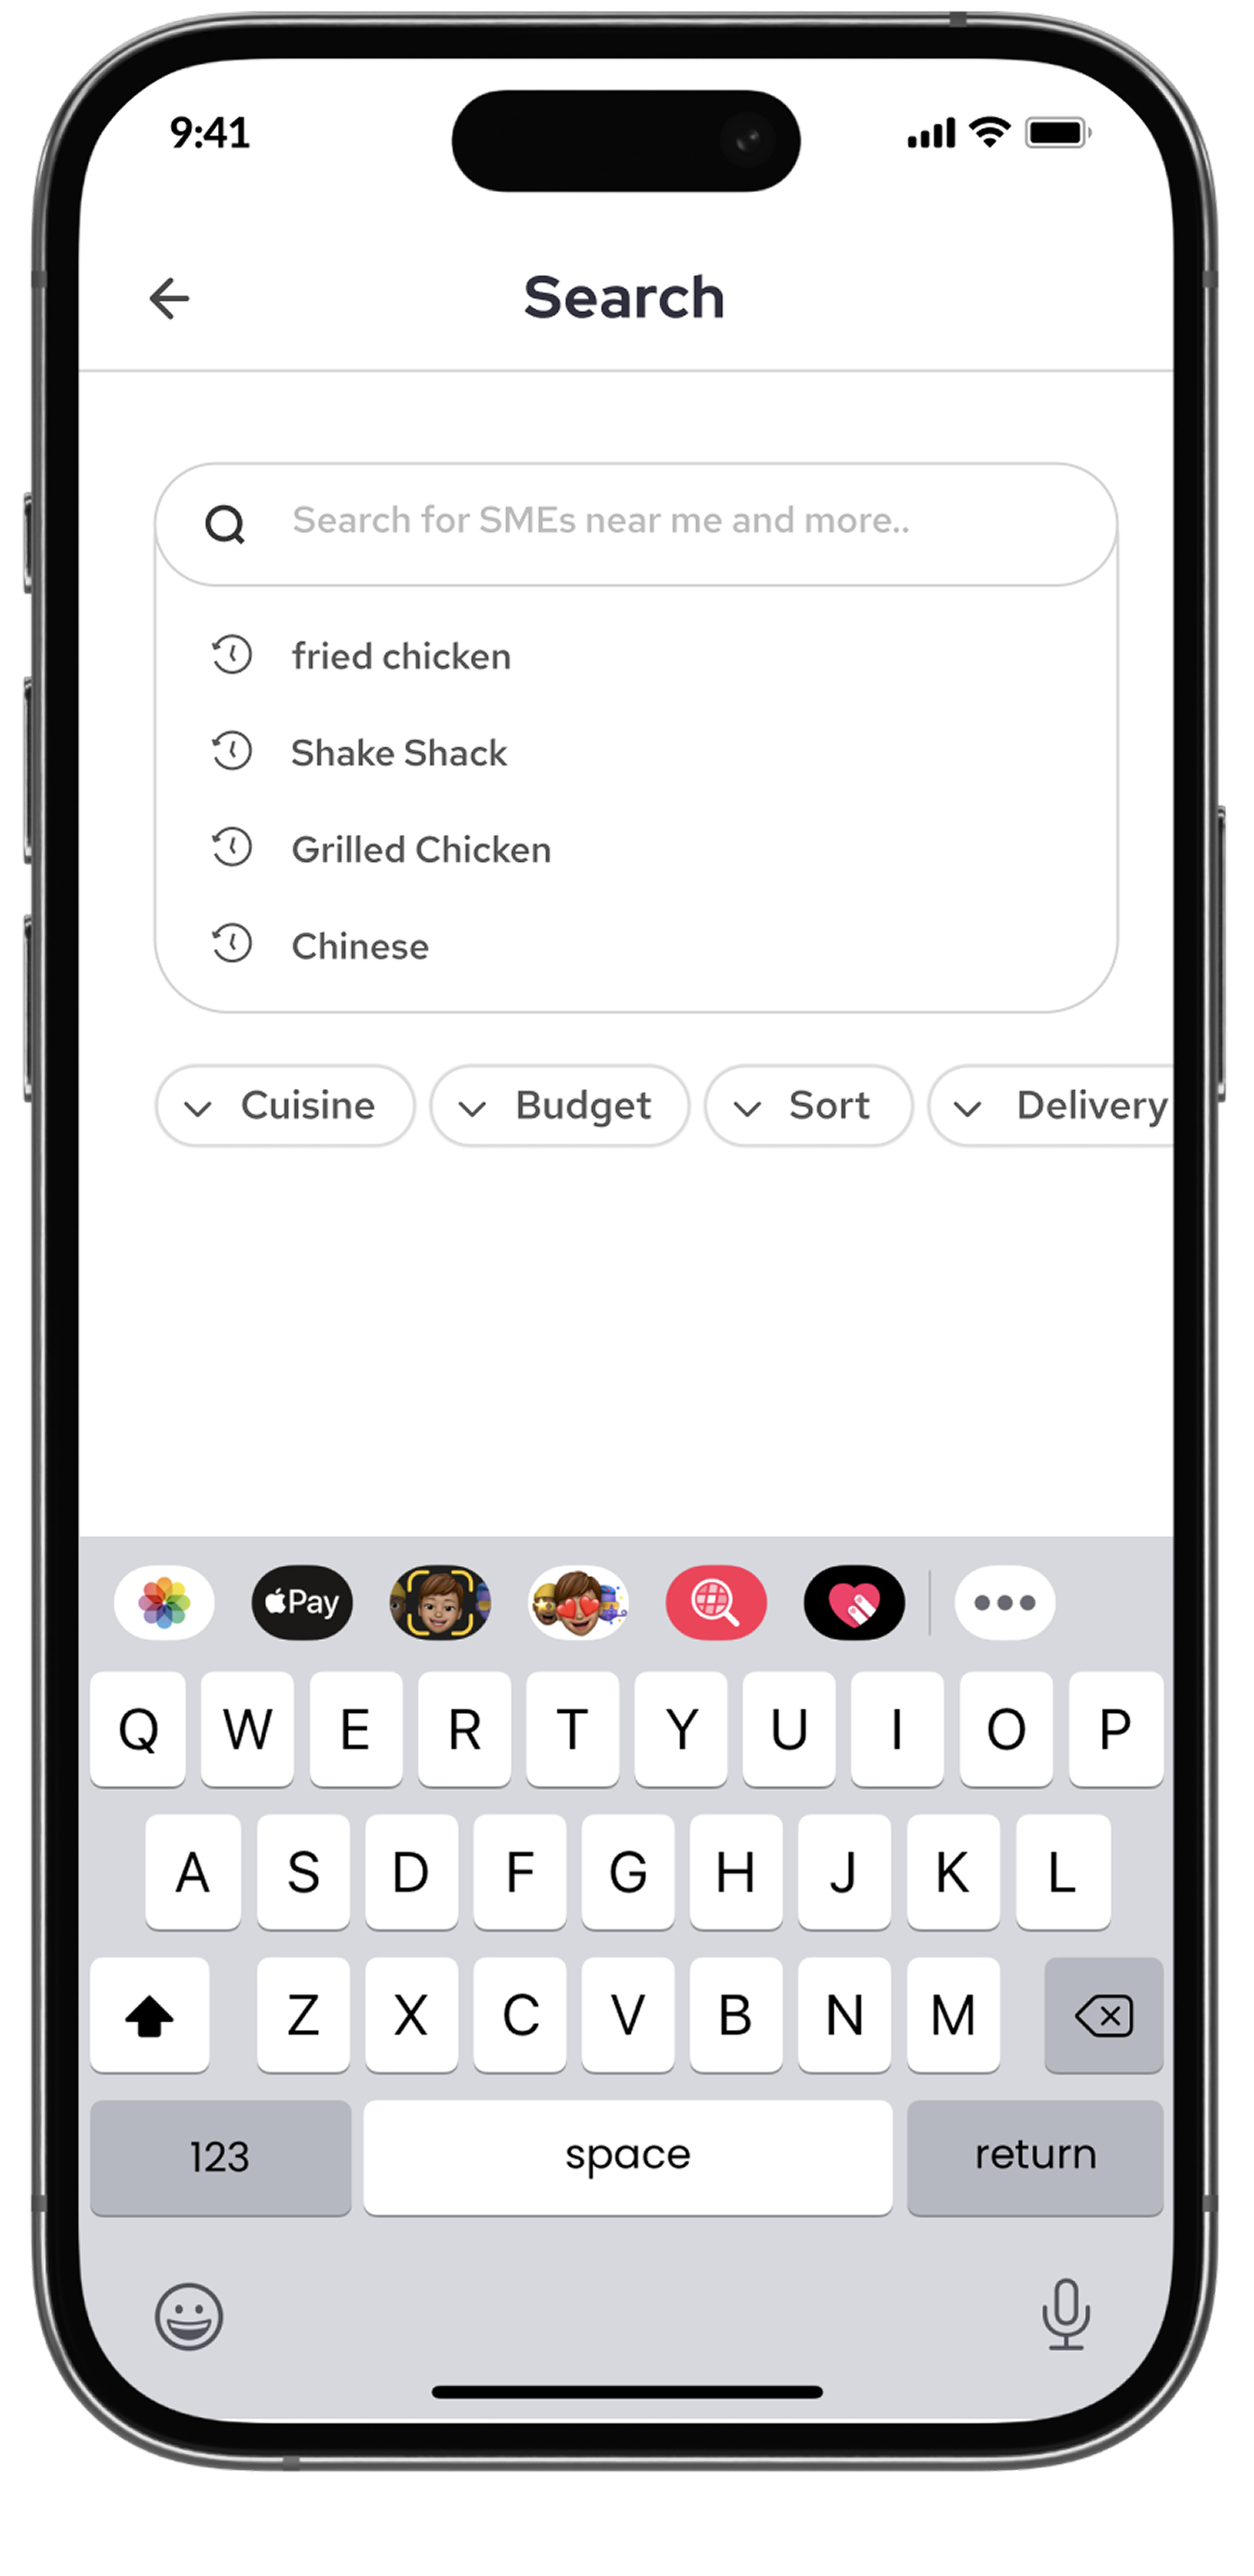 9:41
Search
Search for SMEs near me and more..
fried chicken
Shake Shack
Grilled Chicken
Chinese
Cuisine Budget Sort Delivery
Pay
Q W E R T Y U I O P
A S D F G H J K L
Z X C V B N M
123 space return